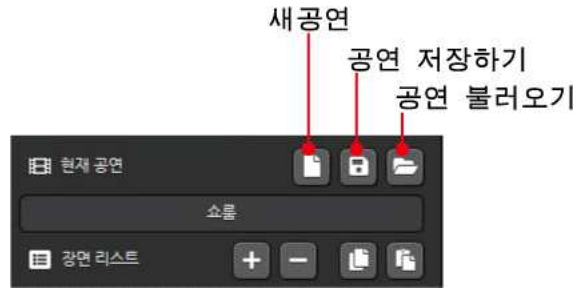 새공연
공연 저장하기
공연 불러오기
현재 공연
쇼룸
장면 리스트